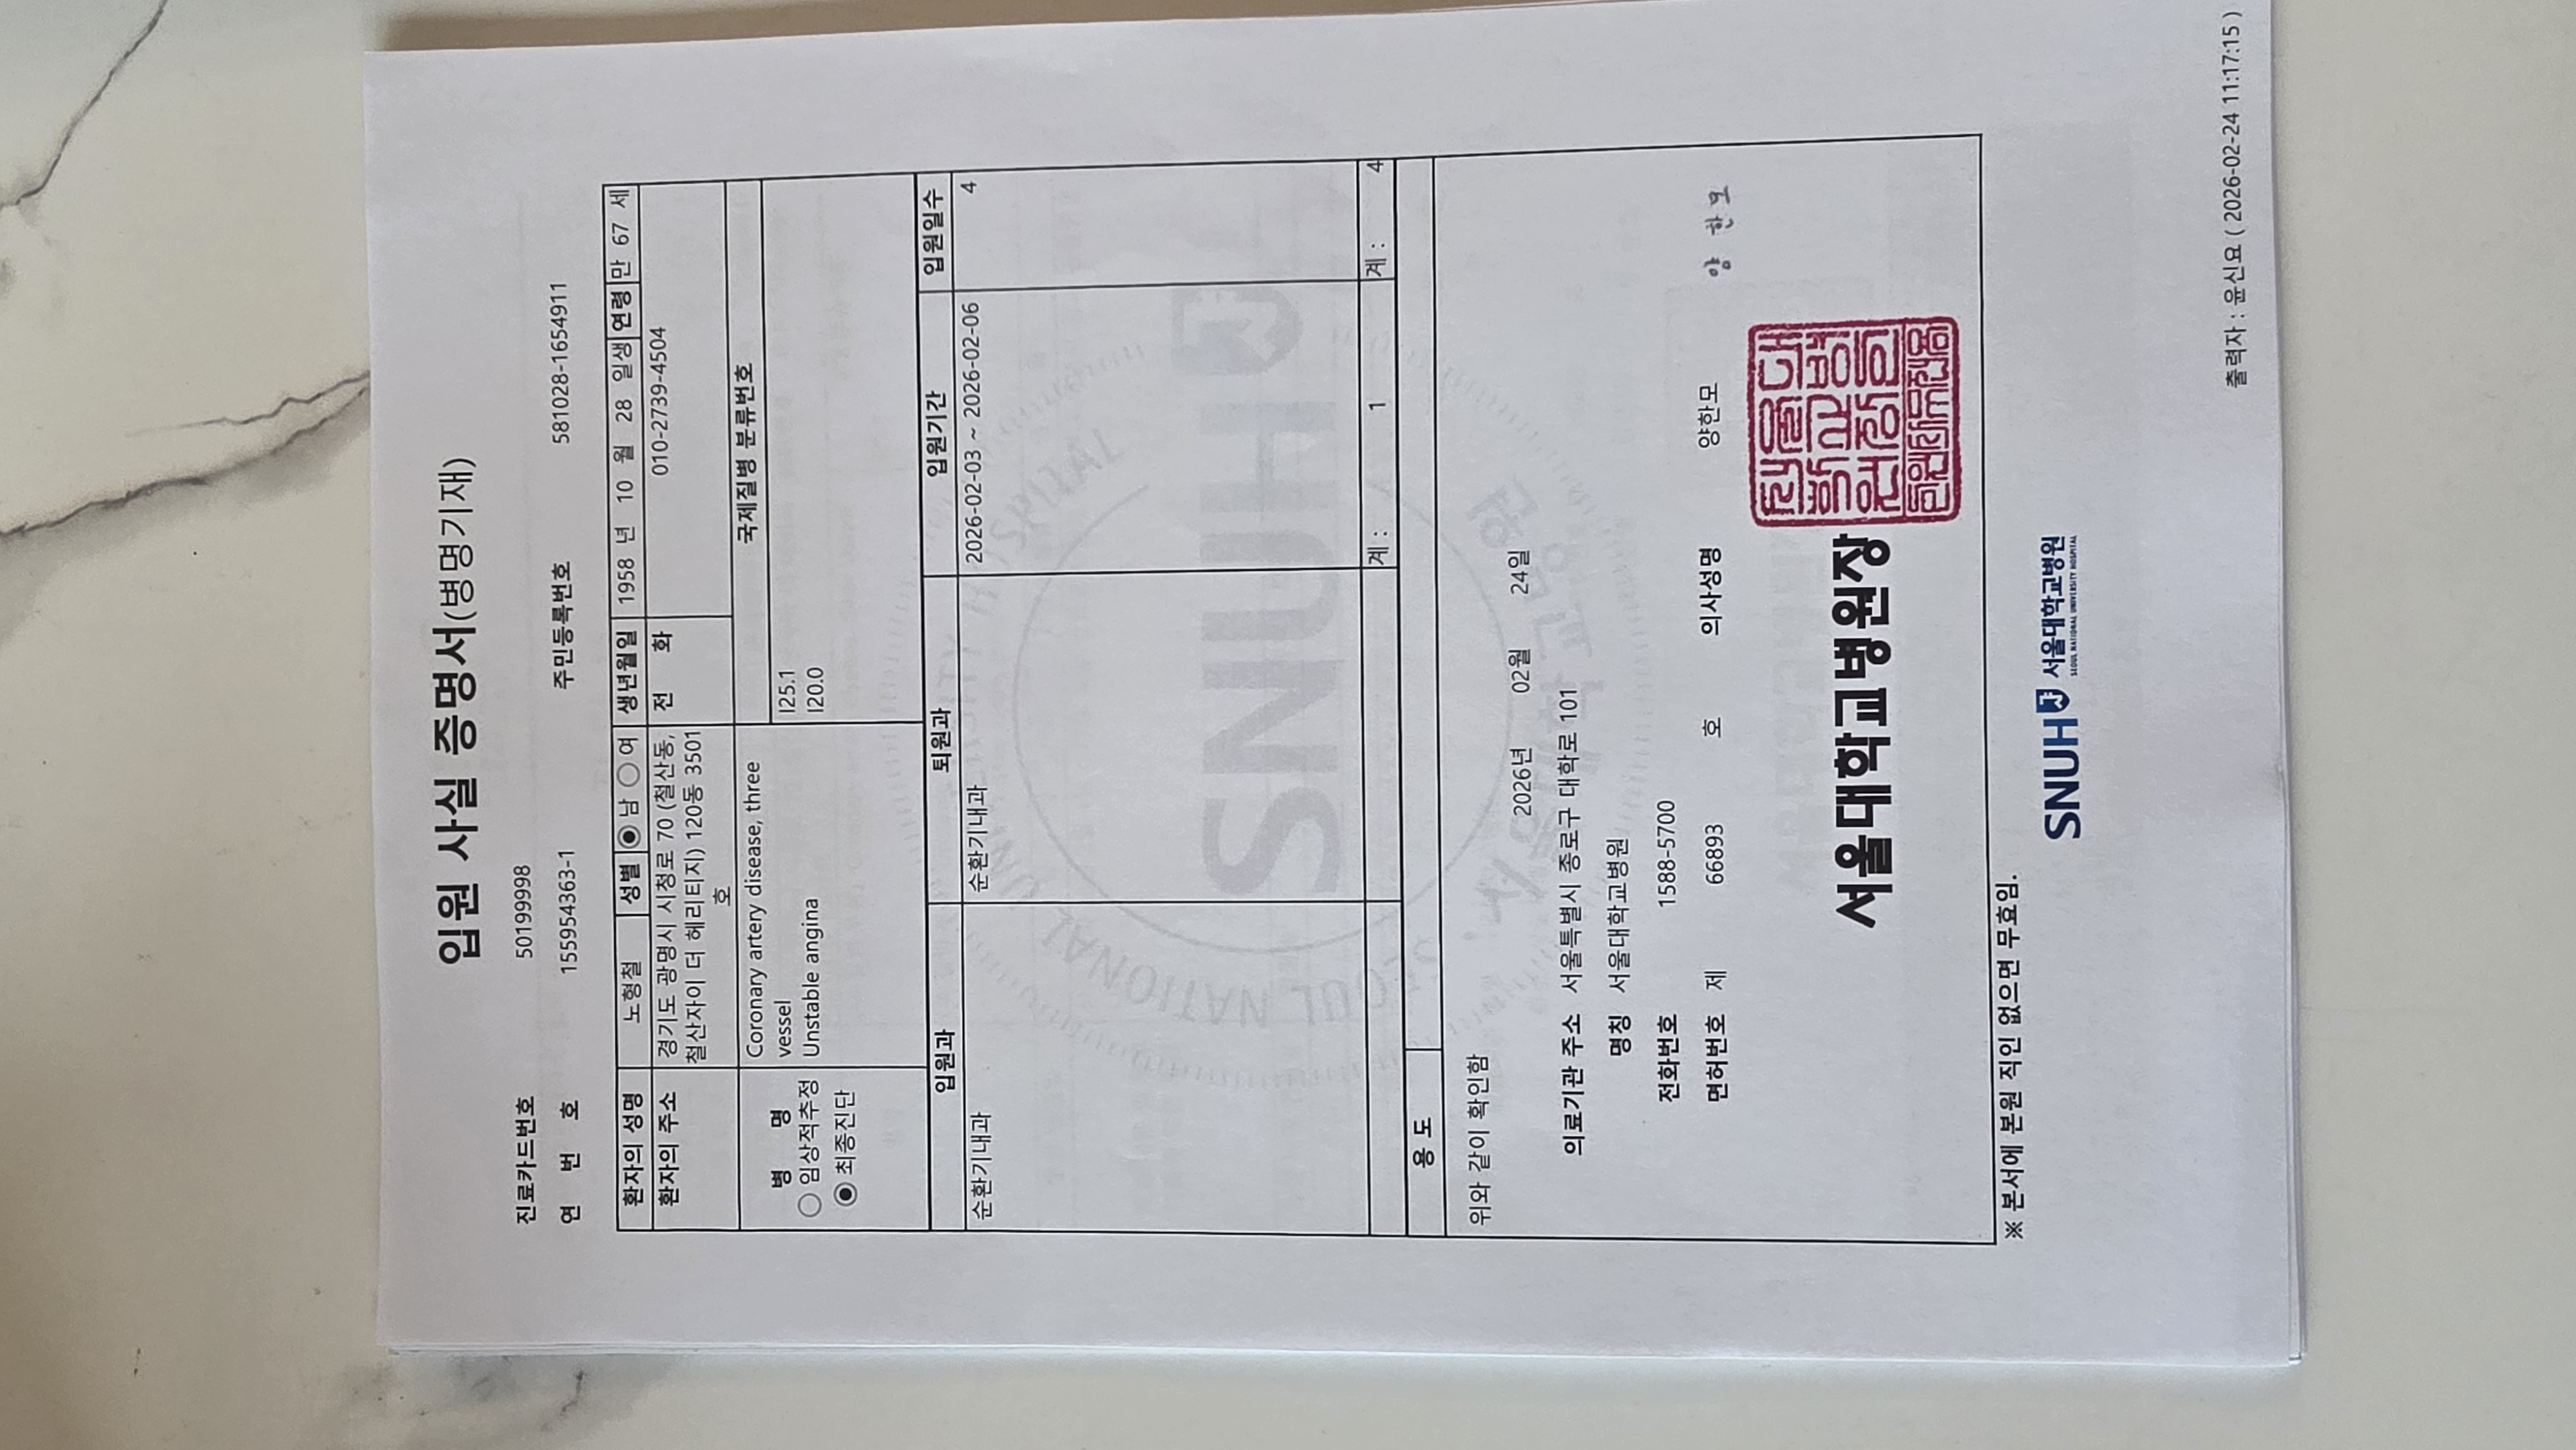 입원 사실 증명서(병명기재)
진료카드번호 50199998
연 번 호 155954363-1 주민등록번호 581028-1654911
환자의 성명 노형철 성별 남 여 생년월일 1958 년 10 월 28 일생 연령 만 67 세
환자의 주소 경기도 광명시 시청로 70 (철산동, 전 화 010-2739-4504
철산자이 더 헤리티지) 120동 3501
호
병 명 국제질병 분류번호
임상적추정
최종진단
Coronary artery disease, three I25.1
vessel
Unstable angina I20.0
입원과 퇴원과 입원기간 입원일수
순환기내과 순환기내과 2026-02-03 ~ 2026-02-06 4
계 : 1 계 : 4
용 도
위와 같이 확인함
2026년 02월 24일
의료기관 주소 서울특별시 종로구 대학로 101
명칭 서울대학교병원
전화번호 1588-5700
면허번호 제 66893 호 의사성명 양한모 양 한모
서울대학교병원장
※ 본서에 본원 직인 없으면 무효임.
SNUH 서울대학교병원
SEOUL NATIONAL UNIVERSITY HOSPITAL
출력자 : 윤신요 ( 2026-02-24 11:17:15 )
SNUH
SEOUL NATIONAL UNIVERSITY HOSPITAL